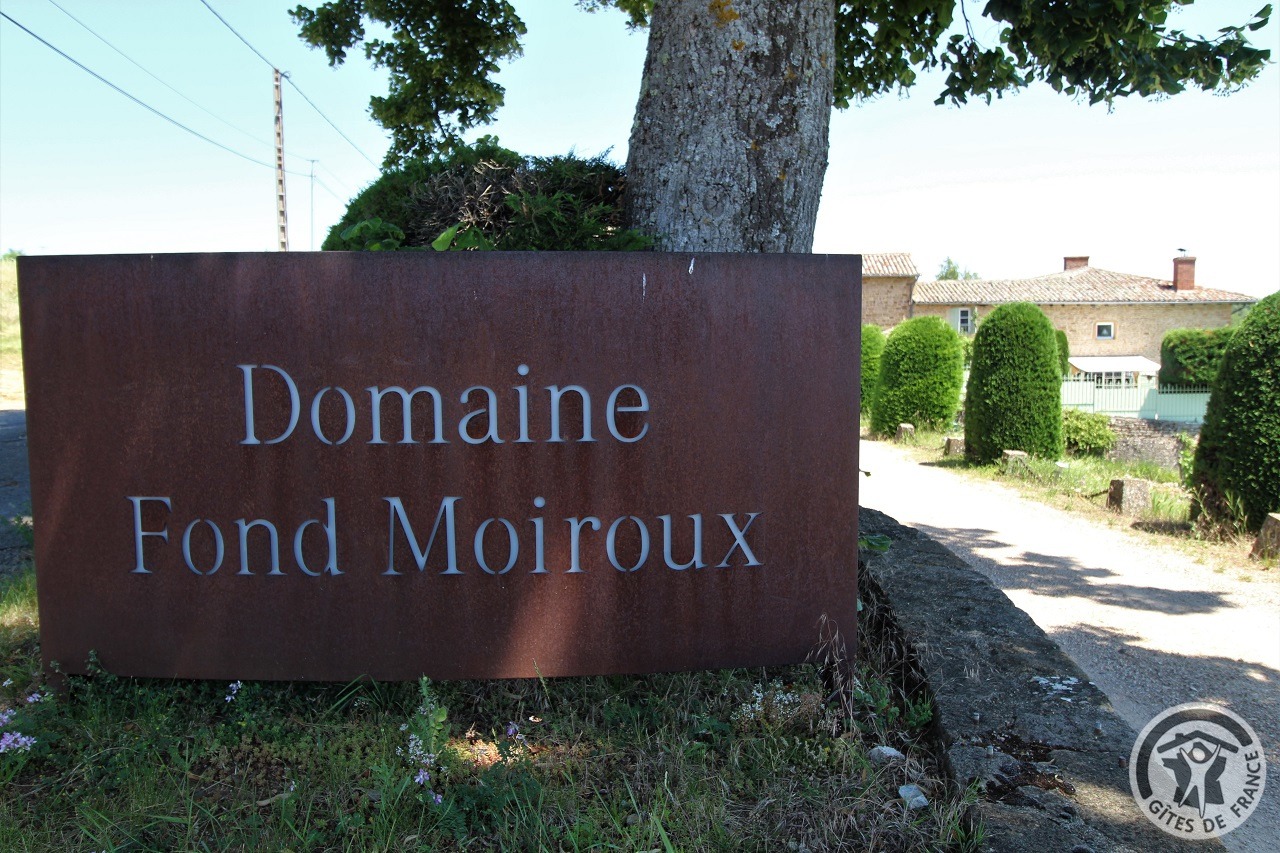 Domaine
Fond Moiroux
GÎTES DE FRANCE